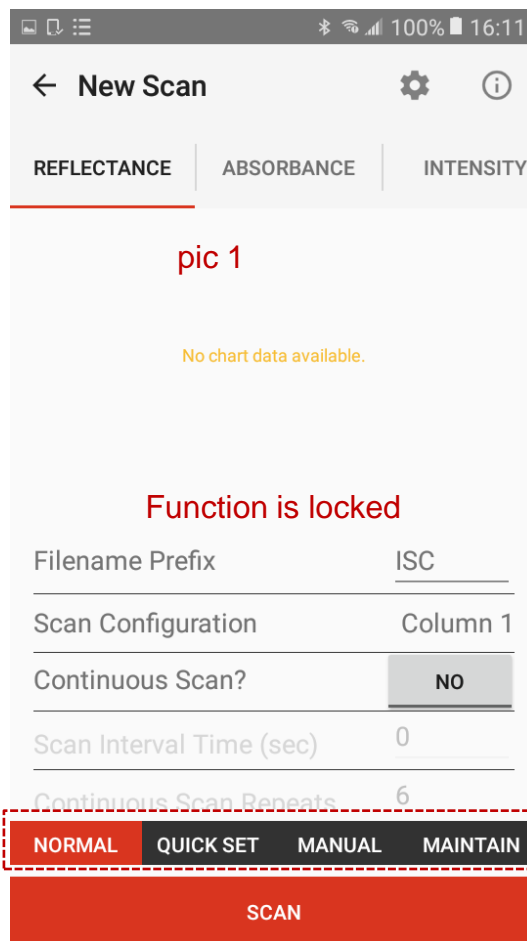 100% 16:11
New Scan
REFLECTANCE ABSORBANCE INTENSITY
pic 1
No chart data available.
Function is locked
Filename Prefix ISC
Scan Configuration Column 1
Continuous Scan? NO
Scan Interval Time (sec) 0
Continuous Scan Repeats 6
NORMAL QUICK SET MANUAL MAINTAIN
SCAN